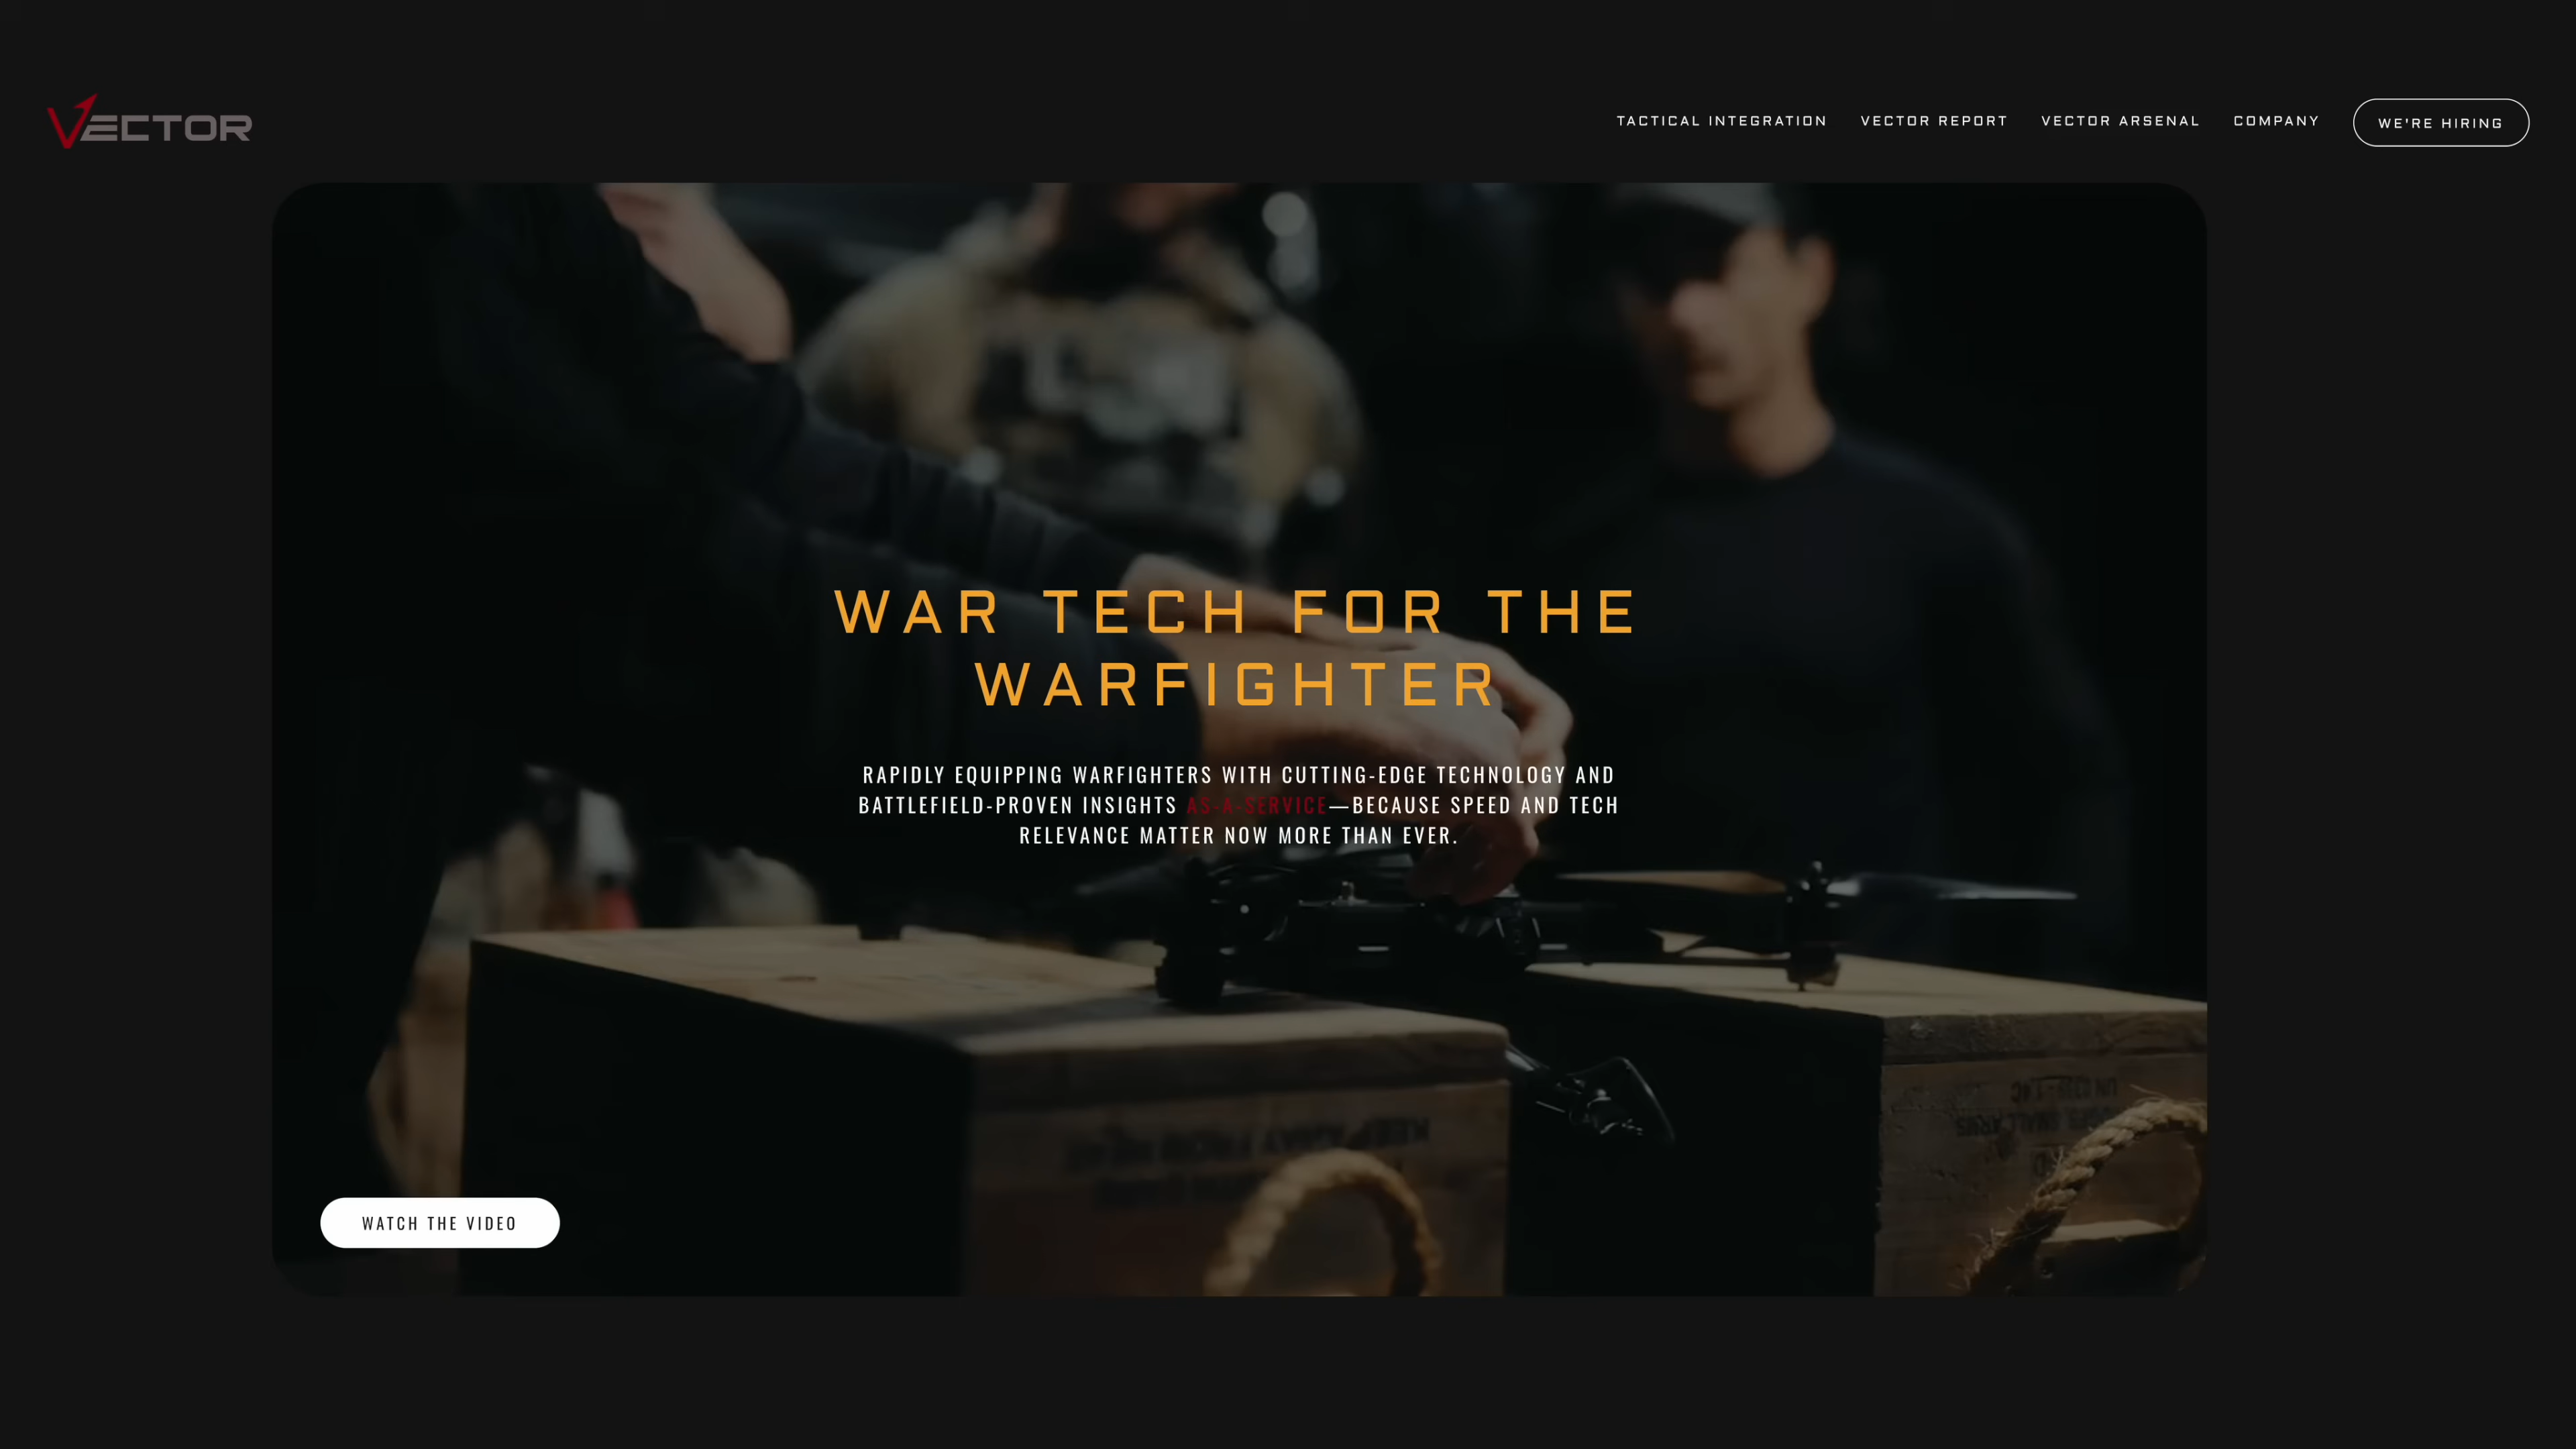 VECTOR
TACTICAL INTEGRATION
VECTOR REPORT
VECTOR ARSENAL
COMPANY
WE'RE HIRING
WAR TECH FOR THE
WARFIGHTER
RAPIDLY EQUIPPING WARFIGHTERS WITH CUTTING-EDGE TECHNOLOGY AND
BATTLEFIELD-PROVEN INSIGHTS AS-A-SERVICE—BECAUSE SPEED AND TECH
RELEVANCE MATTER NOW MORE THAN EVER.
WATCH THE VIDEO